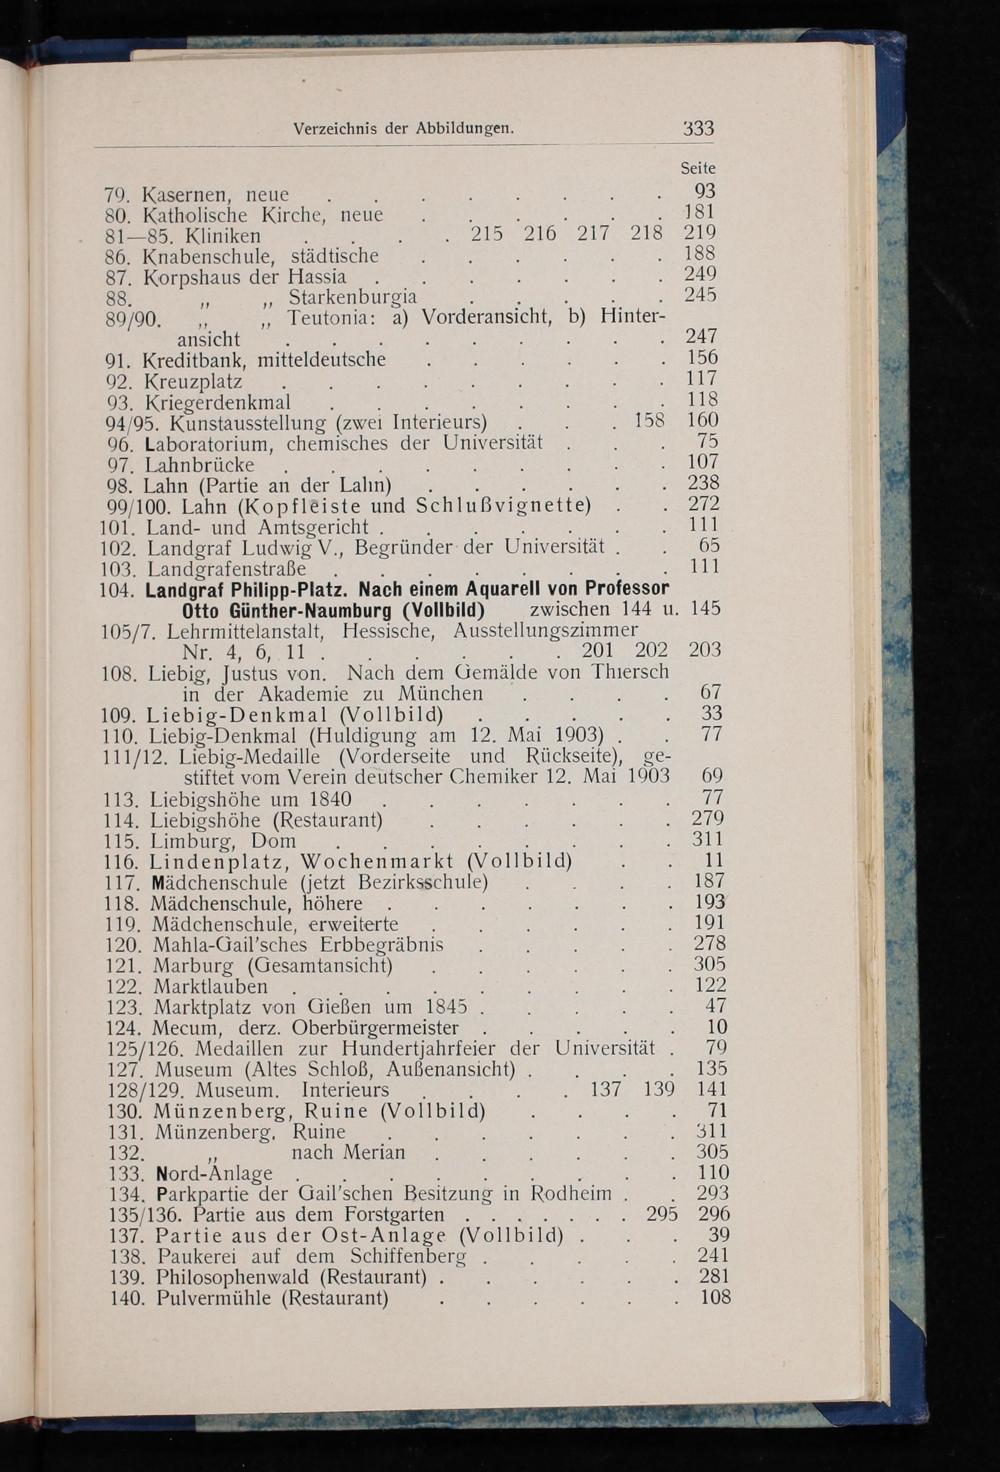 Verzeichnis der Abbildungen. 333
Seite
79. Kasernen, neue . . . . . . . . 93
80. Katholische Kirche, neue . . . . . . 181
81—85. Kliniken . . . . 215 216 217 218 219
86. Knabenschule, städtische . . . . . . 188
87. Korpshaus der Hassia . . . . . . . 249
88. „ „ Starkenburgia . . . . . 245
89/90. „ „ Teutonia: a) Vorderansicht, b) Hinter-
ansicht . . . . . . . . . 247
91. Kreditbank, mitteldeutsche . . . . . . 156
92. Kreuzplatz . . . . . . . . . 117
93. Kriegerdenkmal . . . . . . . . 118
94/95. Kunstausstellung (zwei Interieurs) . . . 158 160
96. Laboratorium, chemisches der Universität . . . 75
97. Lahnbrücke . . . . . . . . . 107
98. Lahn (Partie an der Lahn) . . . . . . 238
99/100. Lahn (Kopfleiste und Schlußvignette) . . 272
101. Land- und Amtsgericht . . . . . . . 111
102. Landgraf Ludwig V., Begründer der Universität . . 65
103. Landgrafenstraße . . . . . . . . 111
104. Landgraf Philipp-Platz. Nach einem Aquarell von Professor
Otto Günther-Naumburg (Vollbild) zwischen 144 u. 145
105/7. Lehrmittelanstalt, Hessische, Ausstellungszimmer
Nr. 4, 6, 11 . . . . . . 201 202 203
108. Liebig, Justus von. Nach dem Gemälde von Thiersch
in der Akademie zu München . . . . 67
109. Liebig-Denkmal (Vollbild) . . . . . 33
110. Liebig-Denkmal (Huldigung am 12. Mai 1903) . . 77
111/12. Liebig-Medaille (Vorderseite und Rückseite), ge-
stiftet vom Verein deutscher Chemiker 12. Mai 1903 69
113. Liebigshöhe um 1840 . . . . . . . 77
114. Liebigshöhe (Restaurant) . . . . . . 279
115. Limburg, Dom . . . . . . . . 311
116. Lindenplatz, Wochenmarkt (Vollbild) . . 11
117. Mädchenschule (jetzt Bezirksschule) . . . . 187
118. Mädchenschule, höhere . . . . . . . 193
119. Mädchenschule, erweiterte . . . . . . 191
120. Mahla-Gail'sches Erbbegräbnis . . . . . 278
121. Marburg (Gesamtansicht) . . . . . . 305
122. Marktlauben . . . . . . . . . 122
123. Marktplatz von Gießen um 1845 . . . . . 47
124. Mecum, derz. Oberbürgermeister . . . . . 10
125/126. Medaillen zur Hundertjahrfeier der Universität . 79
127. Museum (Altes Schloß, Außenansicht) . . . . 135
128/129. Museum. Interieurs . . . . 137 139 141
130. Münzenberg, Ruine (Vollbild) . . . . 71
131. Münzenberg, Ruine . . . . . . . 311
132. „ nach Merian . . . . . . 305
133. Nord-Anlage . . . . . . . . . 110
134. Parkpartie der Gail'schen Besitzung in Rodheim . . 293
135/136. Partie aus dem Forstgarten . . . . . . . 295 296
137. Partie aus der Ost-Anlage (Vollbild) . . . 39
138. Paukerei auf dem Schiffenberg . . . . . 241
139. Philosophenwald (Restaurant) . . . . . . 281
140. Pulvermühle (Restaurant) . . . . . . 108